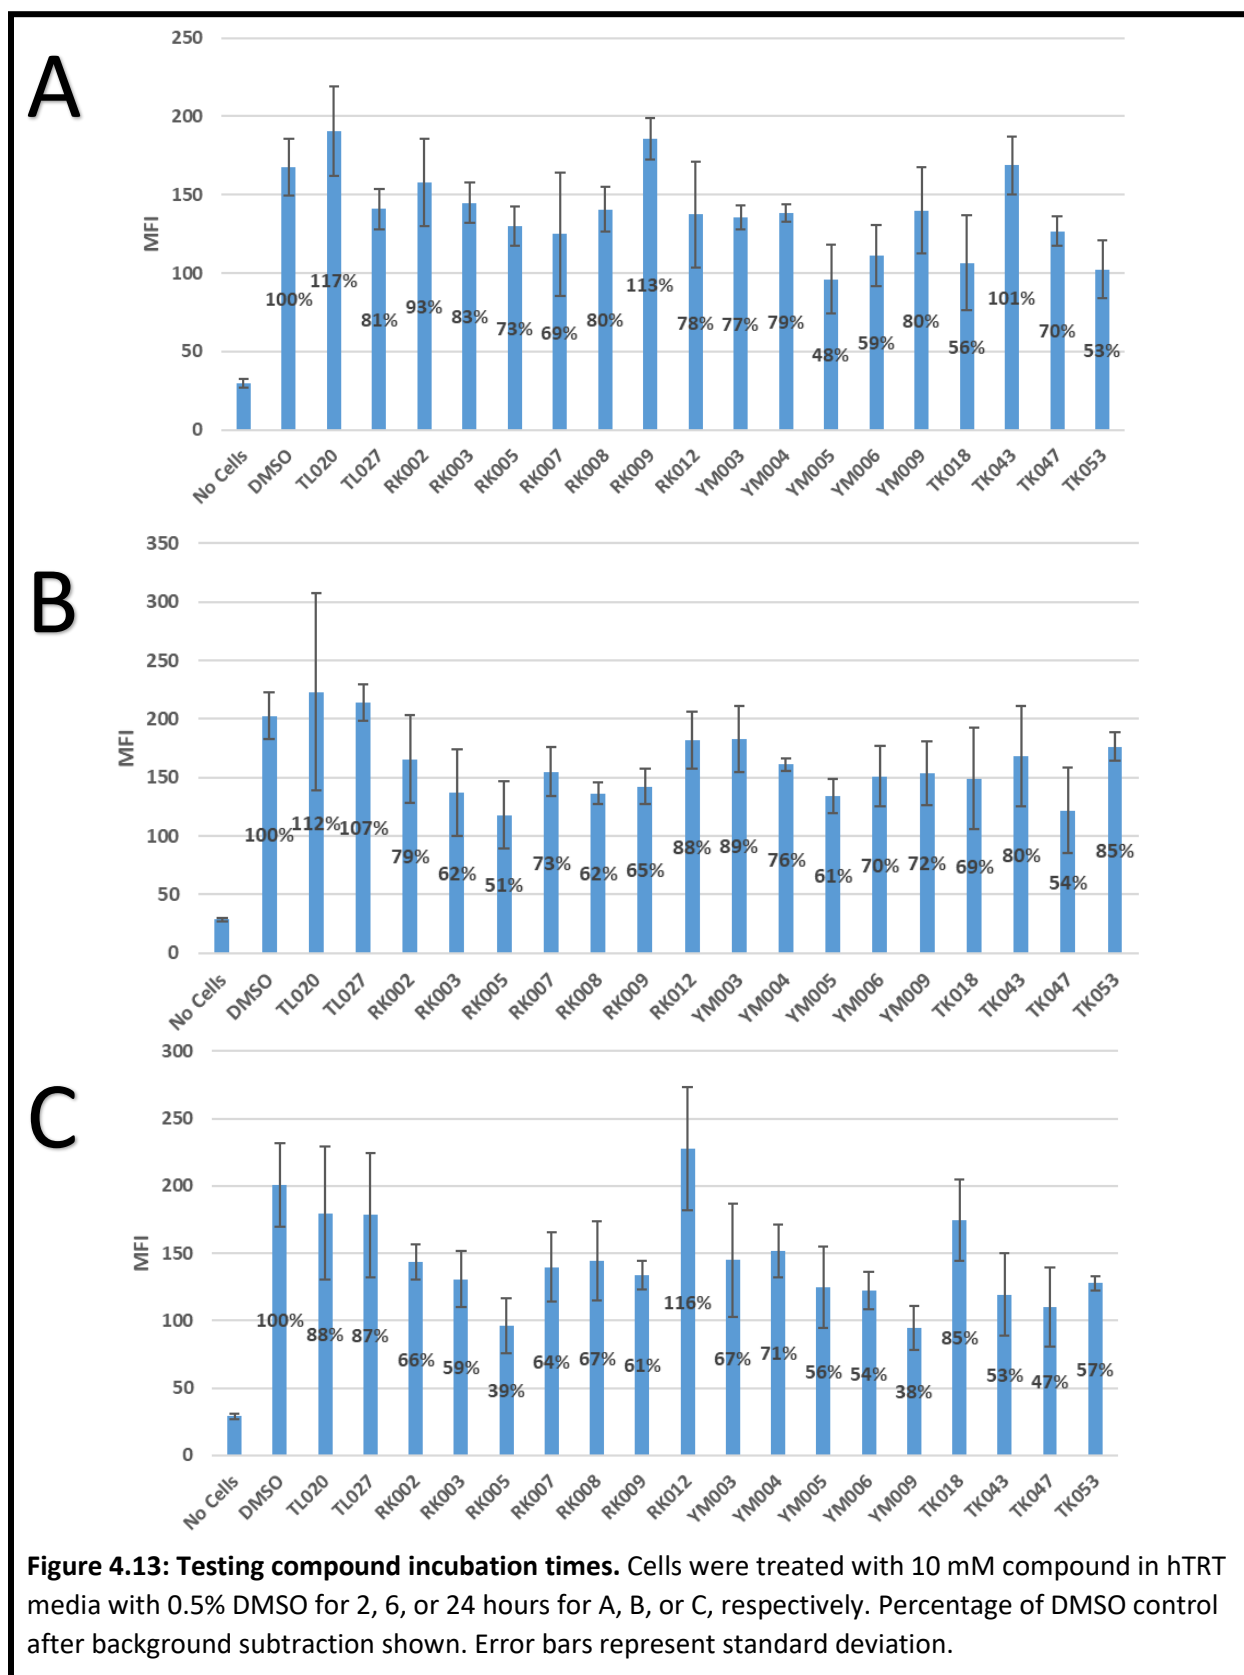 A
250
200
150
100
50
0
MFI
100%
117%
81%
93%
83%
73%
69%
80%
113%
78%
77%
79%
48%
59%
80%
56%
101%
70%
53%
No Cells
DMSO
TL020
TL027
RK002
RK003
RK005
RK007
RK008
RK009
RK012
YM003
YM004
YM005
YM006
YM009
TK018
TK043
TK047
TK053
B
350
300
250
200
150
100
50
0
MFI
100%
112%
107%
79%
62%
51%
73%
62%
65%
88%
89%
76%
61%
70%
72%
69%
80%
54%
85%
No Cells
DMSO
TL020
TL027
RK002
RK003
RK005
RK007
RK008
RK009
RK012
YM003
YM004
YM005
YM006
YM009
TK018
TK043
TK047
TK053
C
300
250
200
150
100
50
0
MFI
100%
88%
87%
66%
59%
39%
64%
67%
61%
116%
67%
71%
56%
54%
38%
85%
53%
47%
57%
No Cells
DMSO
TL020
TL027
RK002
RK003
RK005
RK007
RK008
RK009
RK012
YM003
YM004
YM005
YM006
YM009
TK018
TK043
TK047
TK053
Figure 4.13: Testing compound incubation times. Cells were treated with 10 mM compound in hTRT
media with 0.5% DMSO for 2, 6, or 24 hours for A, B, or C, respectively. Percentage of DMSO control
after background subtraction shown. Error bars represent standard deviation.